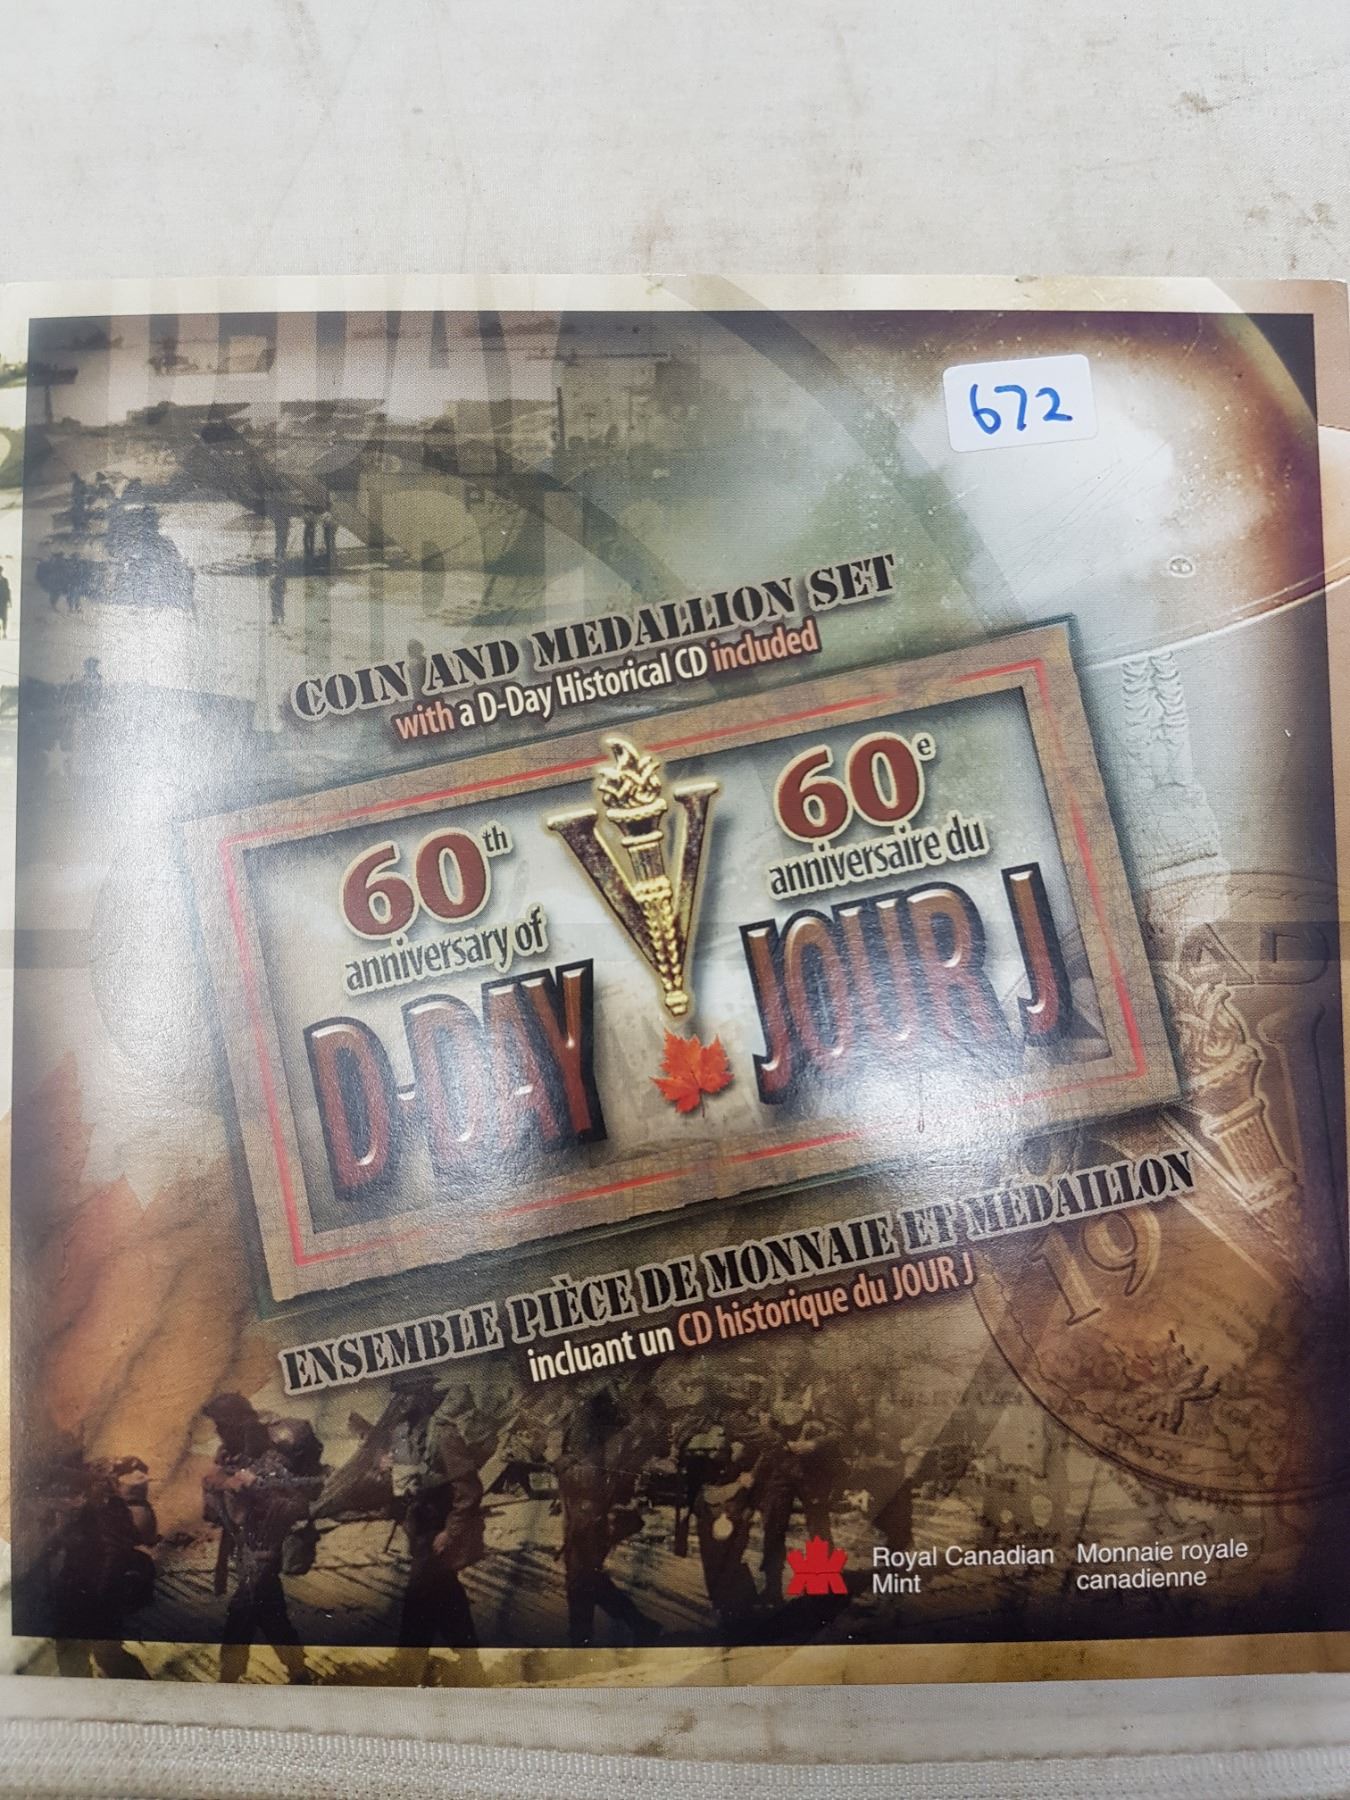 672
COIN AND MEDALLION SET
with a D-Day Historical CD included
60th
anniversary of
D-DAY
60e
anniversaire du
JOUR J
ENSEMBLE PIÈCE DE MONNAIE ET MÉDAILLON
incluant un CD historique du JOUR J
19
Royal Canadian
Mint
Monnaie royale
canadienne